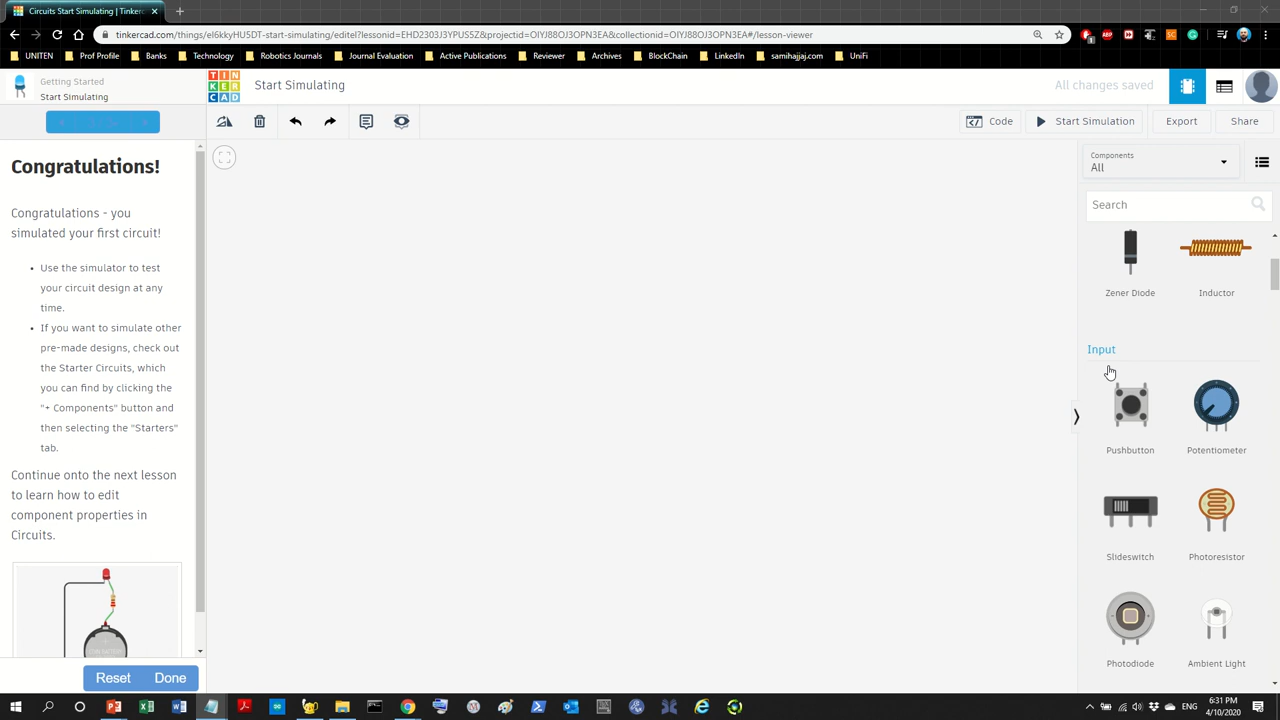 Circuits Start Simulating | Tinker
tinkercad.com/things/el6kkyHU5DT-start-simulating/editel?lessonid=EHD2303J3YPUS5Z&projectid=OIYJ88OJ3OPN3EA&collectionid=OIYJ88OJ3OPN3EA#/lesson-viewer
UNITEN Prof Profile Banks Technology Robotics Journals Journal Evaluation Active Publications Reviewer Archives BlockChain LinkedIn samihajjaj.com UniFi
Getting Started
Start Simulating
TINKERCAD
Start Simulating
All changes saved
Code
Start Simulation
Export
Share
Congratulations!
Congratulations - you
simulated your first circuit!
Use the simulator to test
your circuit design at any
time.
If you want to simulate other
pre-made designs, check out
the Starter Circuits, which
you can find by clicking the
"+ Components" button and
then selecting the "Starters"
tab.
Continue onto the next lesson
to learn how to edit
component properties in
Circuits.
Reset Done
Components
All
Search
Zener Diode Inductor
Input
Pushbutton Potentiometer
Slideswitch Photoresistor
Photodiode Ambient Light
ENG
6:31 PM
4/10/2020